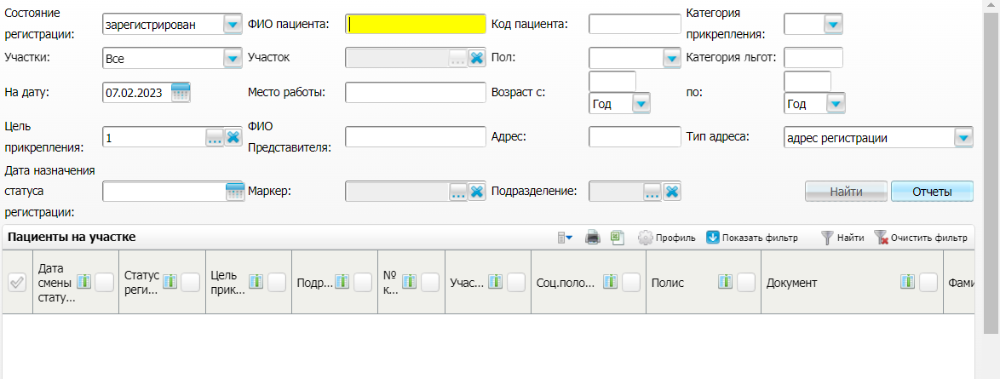 Состояние регистрации: зарегистрирован ФИО пациента: Код пациента: Категория прикрепления:
Участки: Все Участок ... Пол: Категория льгот:
На дату: 07.02.2023 Место работы: Возраст с: Год по: Год
Цель прикрепления: 1 ... ФИО Представителя: Адрес: Тип адреса: адрес регистрации
Дата назначения статуса регистрации: Маркер: ... Подразделение: ... Найти Отчеты
Пациенты на участке Профиль Показать фильтр Найти Очистить фильтр
Дата смены стату... Статус реги... Цель прик... Подр... № к... Учас... Соц.поло... Полис Документ Фами